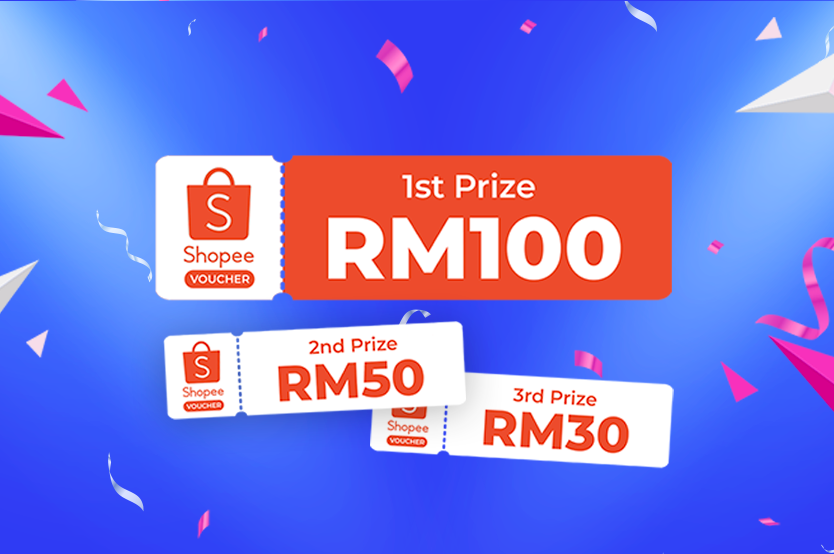 1st Prize
RM100
S
Shopee
VOUCHER
2nd Prize
RM50
S
Shopee
VOUCHER
3rd Prize
RM30
Shopee
VOUCHER